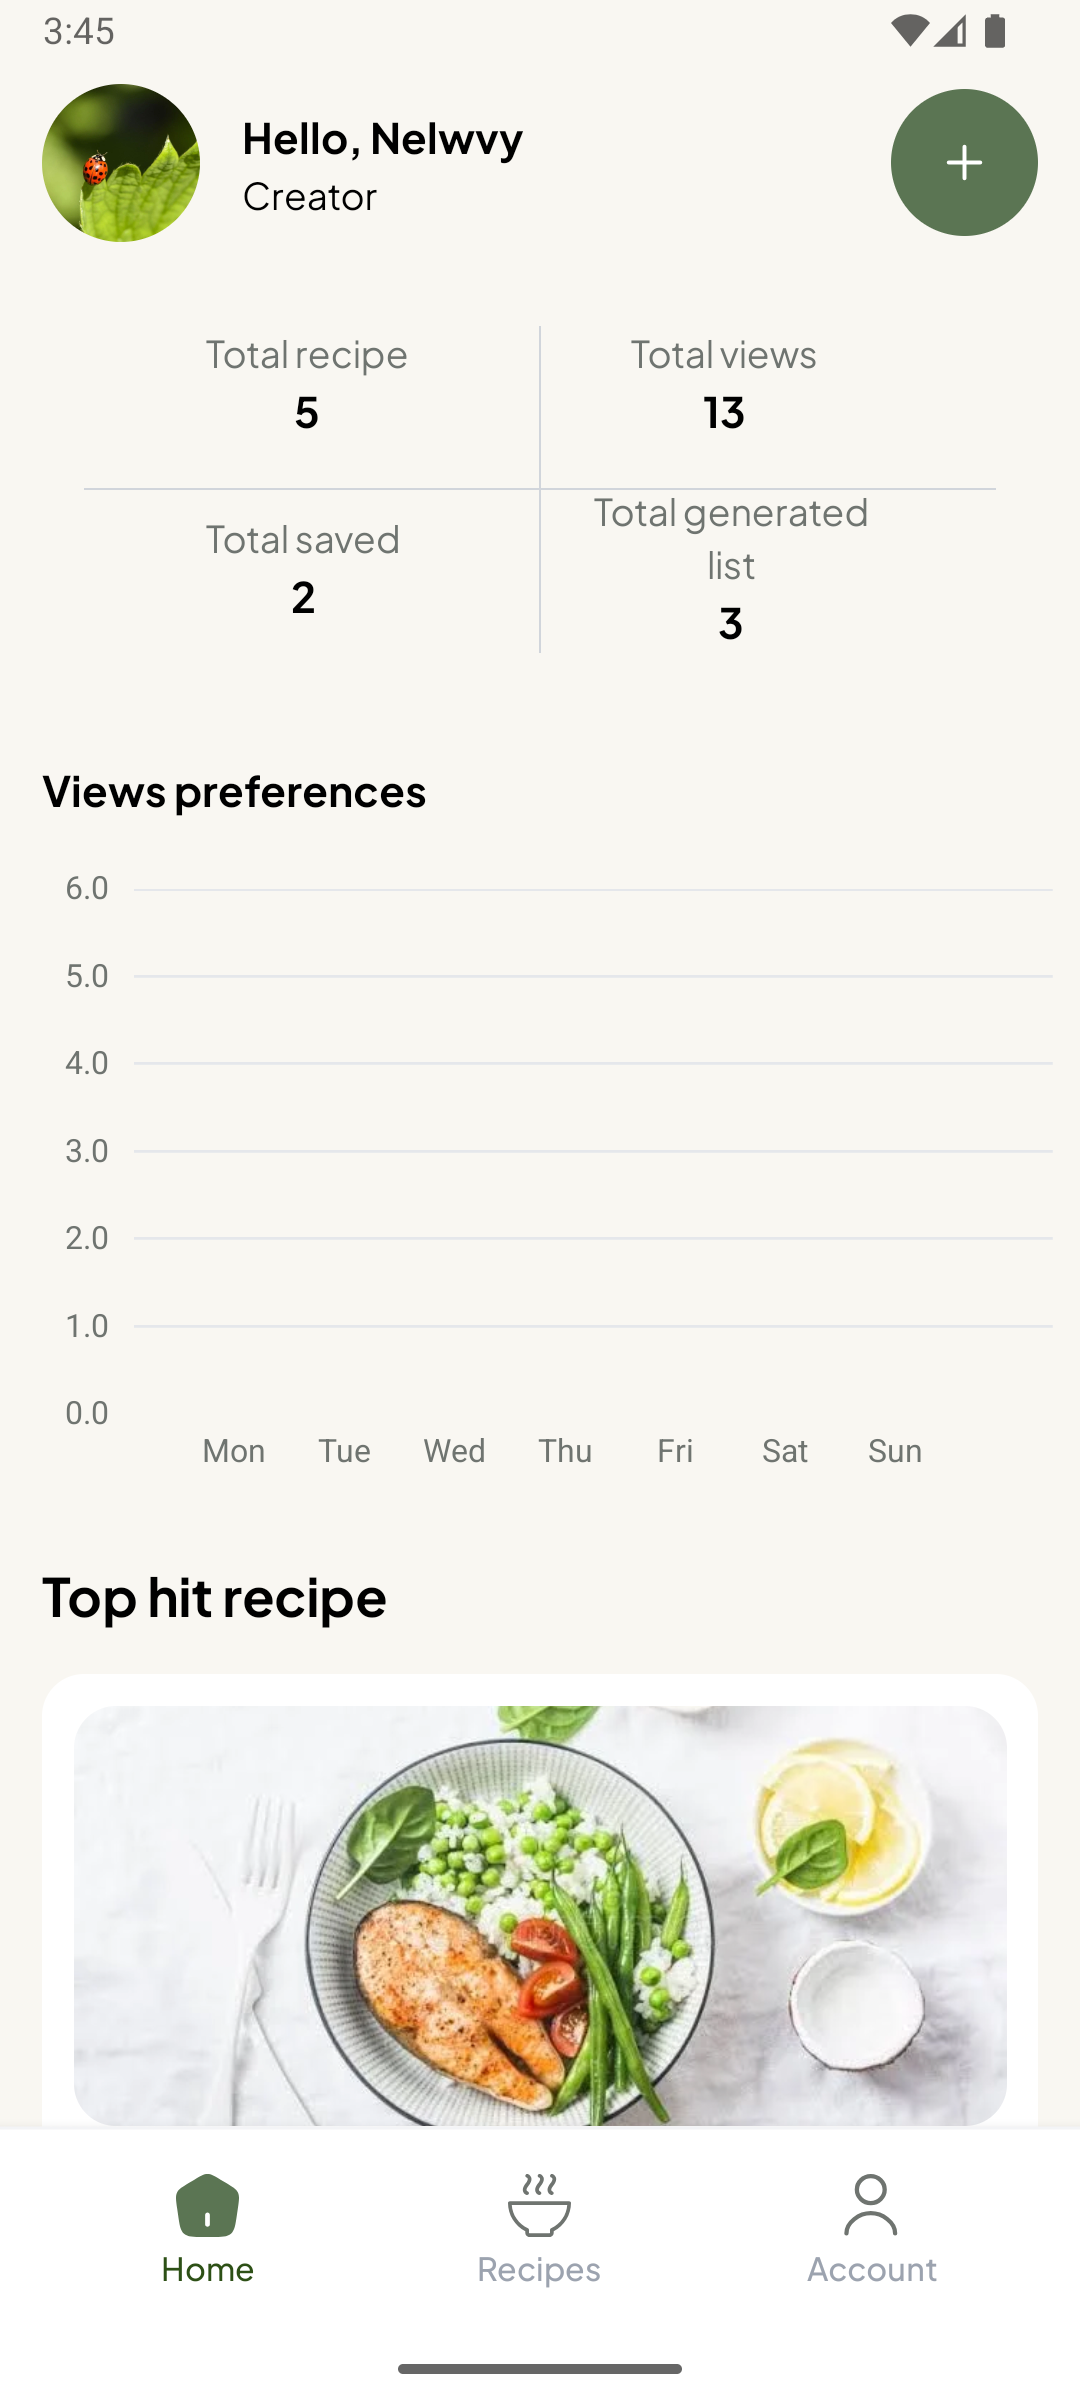 3:45
Hello, Nelwvy
Creator
Total recipe
5
Total views
13
Total saved
2
Total generated
list
3
Views preferences
6.0
5.0
4.0
3.0
2.0
1.0
0.0
Mon Tue Wed Thu Fri Sat Sun
Top hit recipe
Home
Recipes
Account